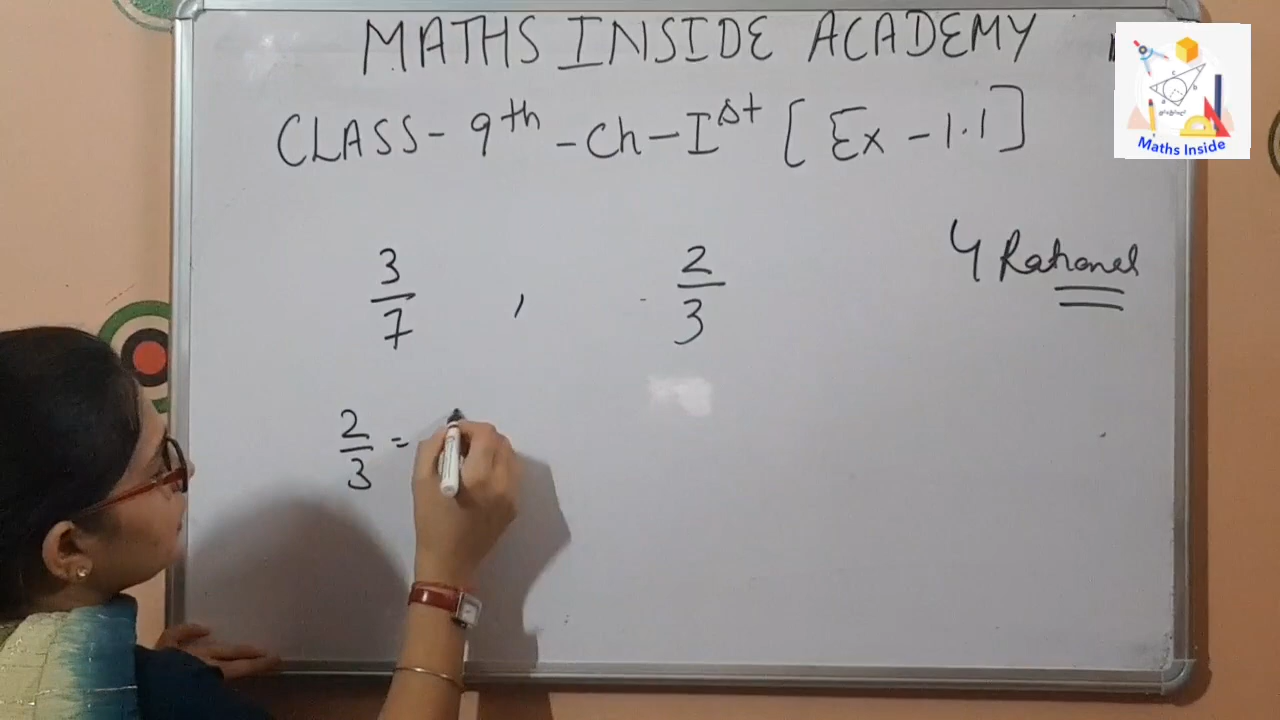 MATHS INSIDE ACADEMY
CLASS - 9th - Ch - Ist [Ex - 1.1]
Maths Inside
3/7 , 2/3
4 Rational
2/3 =